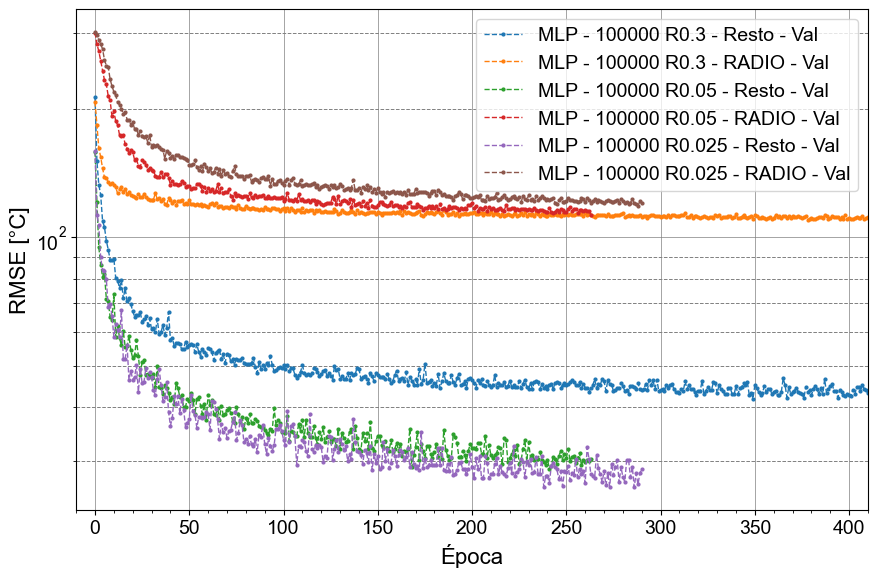 MLP - 100000 R0.3 - Resto - Val
MLP - 100000 R0.3 - RADIO - Val
MLP - 100000 R0.05 - Resto - Val
MLP - 100000 R0.05 - RADIO - Val
MLP - 100000 R0.025 - Resto - Val
MLP - 100000 R0.025 - RADIO - Val
RMSE [°C]
10²
0 50 100 150 200 250 300 350 400
Época